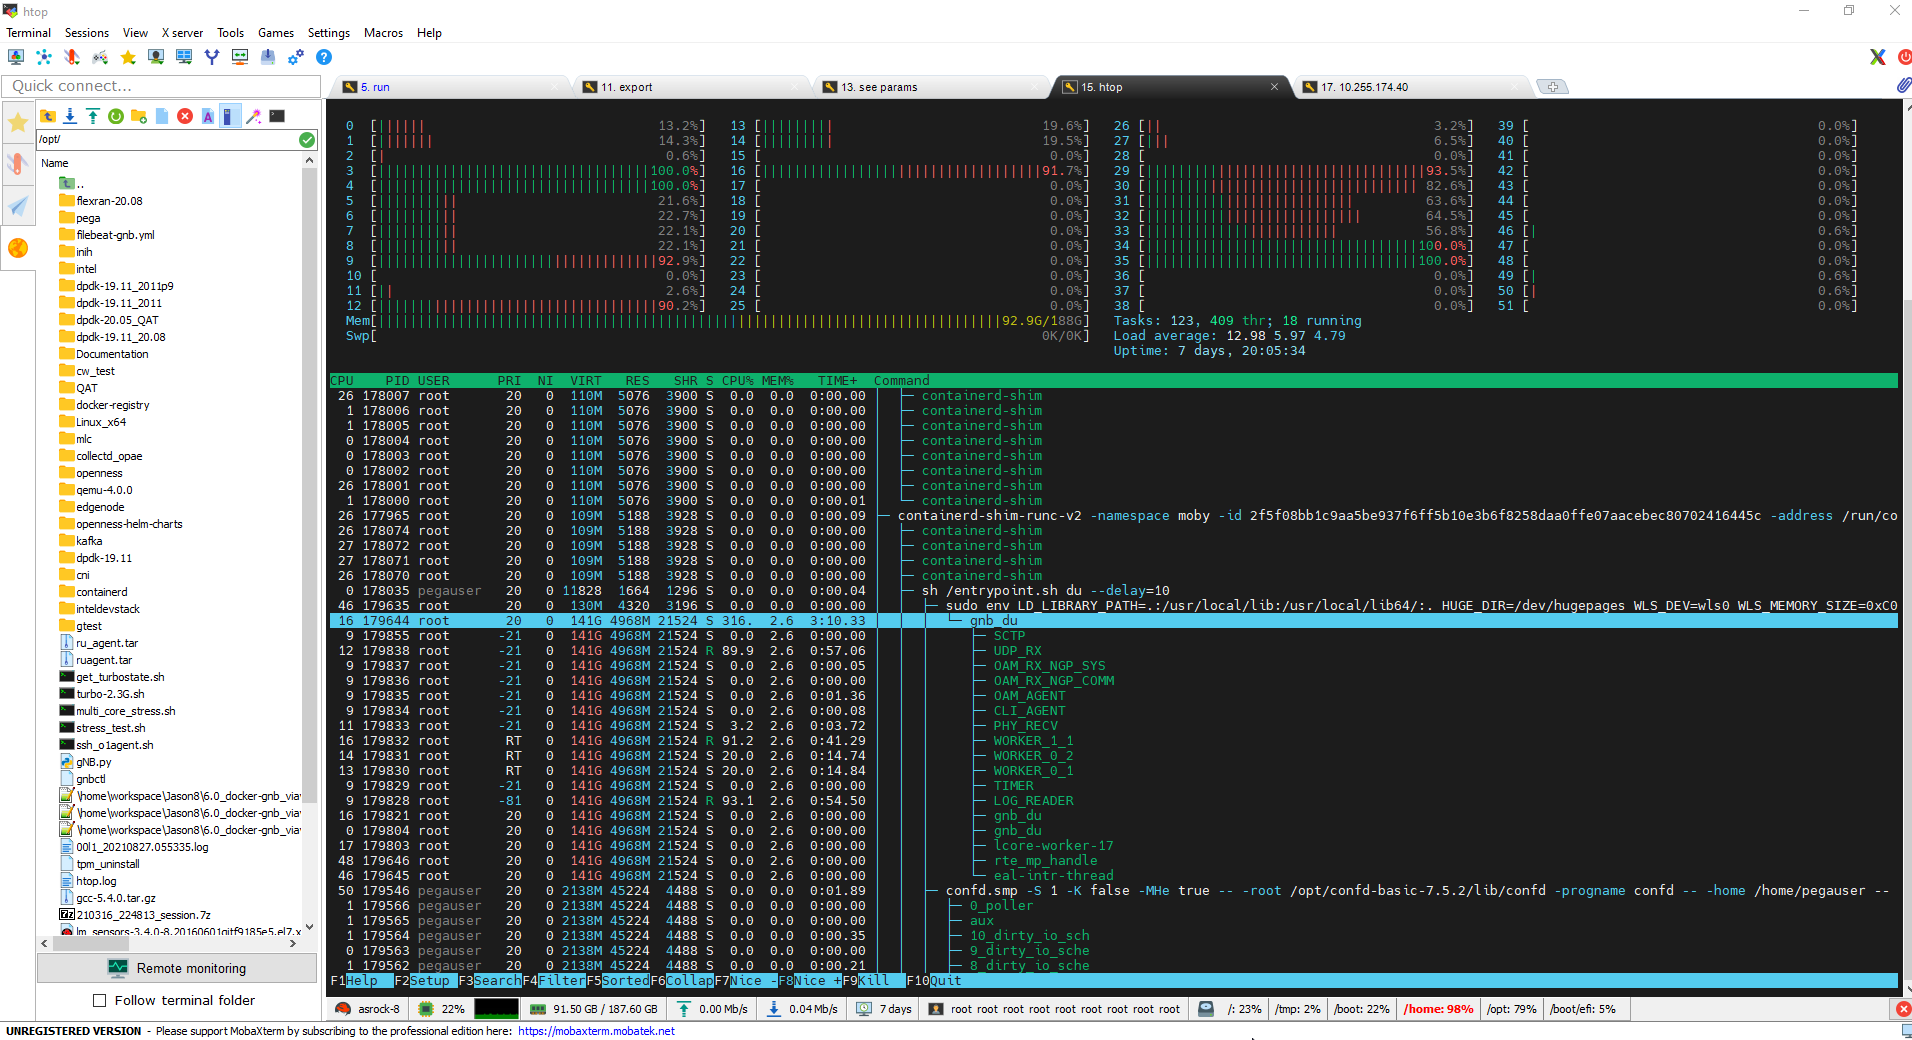 htop
Terminal Sessions View X server Tools Games Settings Macros Help
Quick connect...
5. run
11. export
13. see params
15. htop
17. 10.255.174.40
/opt/
Name
..
flexran-20.08
pega
filebeat-gnb.yml
inih
intel
dpdk-19.11_2011p9
dpdk-19.11_2011
dpdk-20.05_QAT
dpdk-19.11_20.08
Documentation
cw_test
QAT
docker-registry
Linux_x64
mlc
collectd_opae
openness
qemu-4.0.0
edgenode
openness-helm-charts
kafka
dpdk-19.11
cni
containerd
inteldevstack
gtest
ru_agent.tar
ruagent.tar
get_turbostate.sh
turbo-2.3G.sh
multi_core_stress.sh
stress_test.sh
ssh_o1agent.sh
gNB.py
gnbctl
\home\workspace\Jason8\6.0_docker-gnb_viav
\home\workspace\Jason8\6.0_docker-gnb_viav
\home\workspace\Jason8\6.0_docker-gnb_viav
00l1_20210827.055335.log
tpm_uninstall
htop.log
gcc-5.4.0.tar.gz
210316_224813_session.7z
lm_sensors-3.4.0-8.20160601gitf9185e5.el7.x
Remote monitoring
Follow terminal folder
0 [ 13.2%] 13 [ 19.6%] 26 [ 3.2%] 39 [ 0.0%]
1 [ 14.3%] 14 [ 19.5%] 27 [ 6.5%] 40 [ 0.0%]
2 [ 0.6%] 15 [ 0.0%] 28 [ 0.0%] 41 [ 0.0%]
3 [ 100.0%] 16 [ 91.7%] 29 [ 93.5%] 42 [ 0.0%]
4 [ 100.0%] 17 [ 0.0%] 30 [ 82.6%] 43 [ 0.0%]
5 [ 21.6%] 18 [ 0.0%] 31 [ 63.6%] 44 [ 0.0%]
6 [ 22.7%] 19 [ 0.0%] 32 [ 64.5%] 45 [ 0.0%]
7 [ 22.1%] 20 [ 0.0%] 33 [ 56.8%] 46 [ 0.6%]
8 [ 22.1%] 21 [ 0.0%] 34 [ 100.0%] 47 [ 0.0%]
9 [ 92.9%] 22 [ 0.0%] 35 [ 100.0%] 48 [ 0.0%]
10 [ 0.0%] 23 [ 0.0%] 36 [ 0.0%] 49 [ 0.6%]
11 [ 2.6%] 24 [ 0.0%] 37 [ 0.0%] 50 [ 0.6%]
12 [ 90.2%] 25 [ 0.0%] 38 [ 0.0%] 51 [ 0.0%]
Mem[ 92.9G/188G] Tasks: 123, 409 thr; 18 running
Swp[ 0K/0K] Load average: 12.98 5.97 4.79
Uptime: 7 days, 20:05:34
CPU PID USER PRI NI VIRT RES SHR S CPU% MEM% TIME+ Command
26 178007 root 20 0 110M 5076 3900 S 0.0 0.0 0:00.00 containerd-shim
1 178006 root 20 0 110M 5076 3900 S 0.0 0.0 0:00.00 containerd-shim
1 178005 root 20 0 110M 5076 3900 S 0.0 0.0 0:00.00 containerd-shim
0 178004 root 20 0 110M 5076 3900 S 0.0 0.0 0:00.00 containerd-shim
0 178003 root 20 0 110M 5076 3900 S 0.0 0.0 0:00.00 containerd-shim
0 178002 root 20 0 110M 5076 3900 S 0.0 0.0 0:00.00 containerd-shim
26 178001 root 20 0 110M 5076 3900 S 0.0 0.0 0:00.00 containerd-shim
1 178000 root 20 0 110M 5076 3900 S 0.0 0.0 0:00.01 containerd-shim
26 177965 root 20 0 109M 5188 3928 S 0.0 0.0 0:00.09 containerd-shim-runc-v2 -namespace moby -id 2f5f08bb1c9aa5be937f6ff5b10e3b6f8258daa0ffe07aacebec80702416445c -address /run/co
26 178074 root 20 0 109M 5188 3928 S 0.0 0.0 0:00.00 containerd-shim
27 178072 root 20 0 109M 5188 3928 S 0.0 0.0 0:00.00 containerd-shim
27 178071 root 20 0 109M 5188 3928 S 0.0 0.0 0:00.00 containerd-shim
26 178070 root 20 0 109M 5188 3928 S 0.0 0.0 0:00.00 containerd-shim
0 178035 pegauser 20 0 11828 1664 1296 S 0.0 0.0 0:00.04 sh /entrypoint.sh du --delay=10
46 179635 root 20 0 130M 4320 3196 S 0.0 0.0 0:00.00 sudo env LD_LIBRARY_PATH=.:/usr/local/lib:/usr/local/lib64/:. HUGE_DIR=/dev/hugepages WLS_DEV=wls0 WLS_MEMORY_SIZE=0xC0
16 179644 root 20 0 141G 4968M 21524 S 316. 2.6 3:10.33 gnb_du
9 179855 root -21 0 141G 4968M 21524 S 0.0 2.6 0:00.00 SCTP
12 179838 root -21 0 141G 4968M 21524 R 89.9 2.6 0:57.06 UDP_RX
9 179837 root -21 0 141G 4968M 21524 S 0.0 2.6 0:00.05 OAM_RX_NGP_SYS
9 179836 root -21 0 141G 4968M 21524 S 0.0 2.6 0:00.00 OAM_RX_NGP_COMM
9 179835 root -21 0 141G 4968M 21524 S 0.0 2.6 0:01.36 OAM_AGENT
9 179834 root -21 0 141G 4968M 21524 S 0.0 2.6 0:00.08 CLI_AGENT
11 179833 root -21 0 141G 4968M 21524 S 3.2 2.6 0:03.72 PHY_RECV
16 179832 root RT 0 141G 4968M 21524 R 91.2 2.6 0:41.29 WORKER_1_1
14 179831 root RT 0 141G 4968M 21524 S 20.0 2.6 0:14.74 WORKER_0_2
13 179830 root RT 0 141G 4968M 21524 S 20.0 2.6 0:14.84 WORKER_0_1
9 179829 root -21 0 141G 4968M 21524 S 0.0 2.6 0:00.00 TIMER
9 179828 root -81 0 141G 4968M 21524 R 93.1 2.6 0:54.50 LOG_READER
16 179821 root 20 0 141G 4968M 21524 S 0.0 2.6 0:00.00 gnb_du
0 179804 root 20 0 141G 4968M 21524 S 0.0 2.6 0:00.00 gnb_du
17 179803 root 20 0 141G 4968M 21524 S 0.0 2.6 0:00.00 lcore-worker-17
48 179646 root 20 0 141G 4968M 21524 S 0.0 2.6 0:00.00 rte_mp_handle
46 179645 root 20 0 141G 4968M 21524 S 0.0 2.6 0:00.00 eal-intr-thread
50 179546 pegauser 20 0 2138M 45224 4488 S 0.0 0.0 0:01.89 confd.smp -S 1 -K false -MHe true -- -root /opt/confd-basic-7.5.2/lib/confd -progname confd -- -home /home/pegauser --
1 179566 pegauser 20 0 2138M 45224 4488 S 0.0 0.0 0:00.00 0_poller
1 179565 pegauser 20 0 2138M 45224 4488 S 0.0 0.0 0:00.00 aux
1 179564 pegauser 20 0 2138M 45224 4488 S 0.0 0.0 0:00.35 10_dirty_io_sch
0 179563 pegauser 20 0 2138M 45224 4488 S 0.0 0.0 0:00.00 9_dirty_io_sche
1 179562 pegauser 20 0 2138M 45224 4488 S 0.0 0.0 0:00.21 8_dirty_io_sche
F1Help F2Setup F3SearchF4FilterF5SortedF6CollapF7Nice -F8Nice +F9Kill F10Quit
asrock-8 22% 91.50 GB / 187.60 GB 0.00 Mb/s 0.04 Mb/s 7 days root root root root root root root root root /: 23% /tmp: 2% /boot: 22% /home: 98% /opt: 79% /boot/efi: 5%
UNREGISTERED VERSION - Please support MobaXterm by subscribing to the professional edition here: https://mobaxterm.mobatek.net